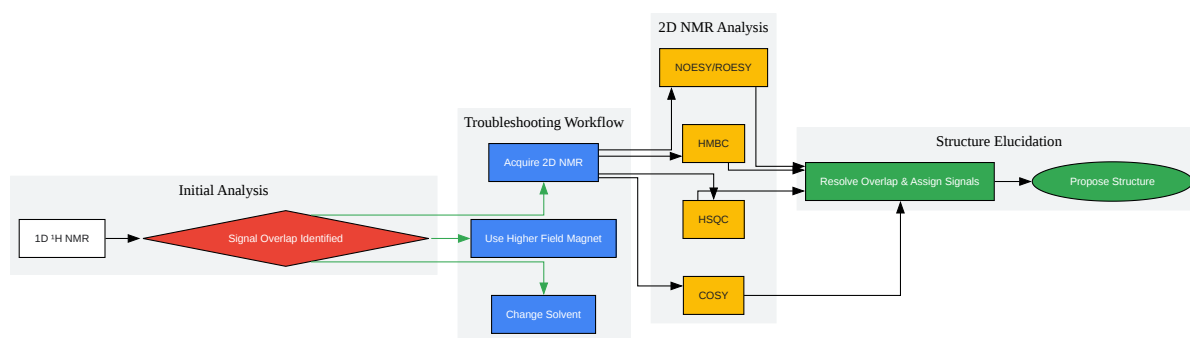 Initial Analysis
1D ¹H NMR
Signal Overlap Identified
Troubleshooting Workflow
Acquire 2D NMR
Use Higher Field Magnet
Change Solvent
2D NMR Analysis
NOESY/ROESY
HMBC
HSQC
COSY
Structure Elucidation
Resolve Overlap & Assign Signals
Propose Structure